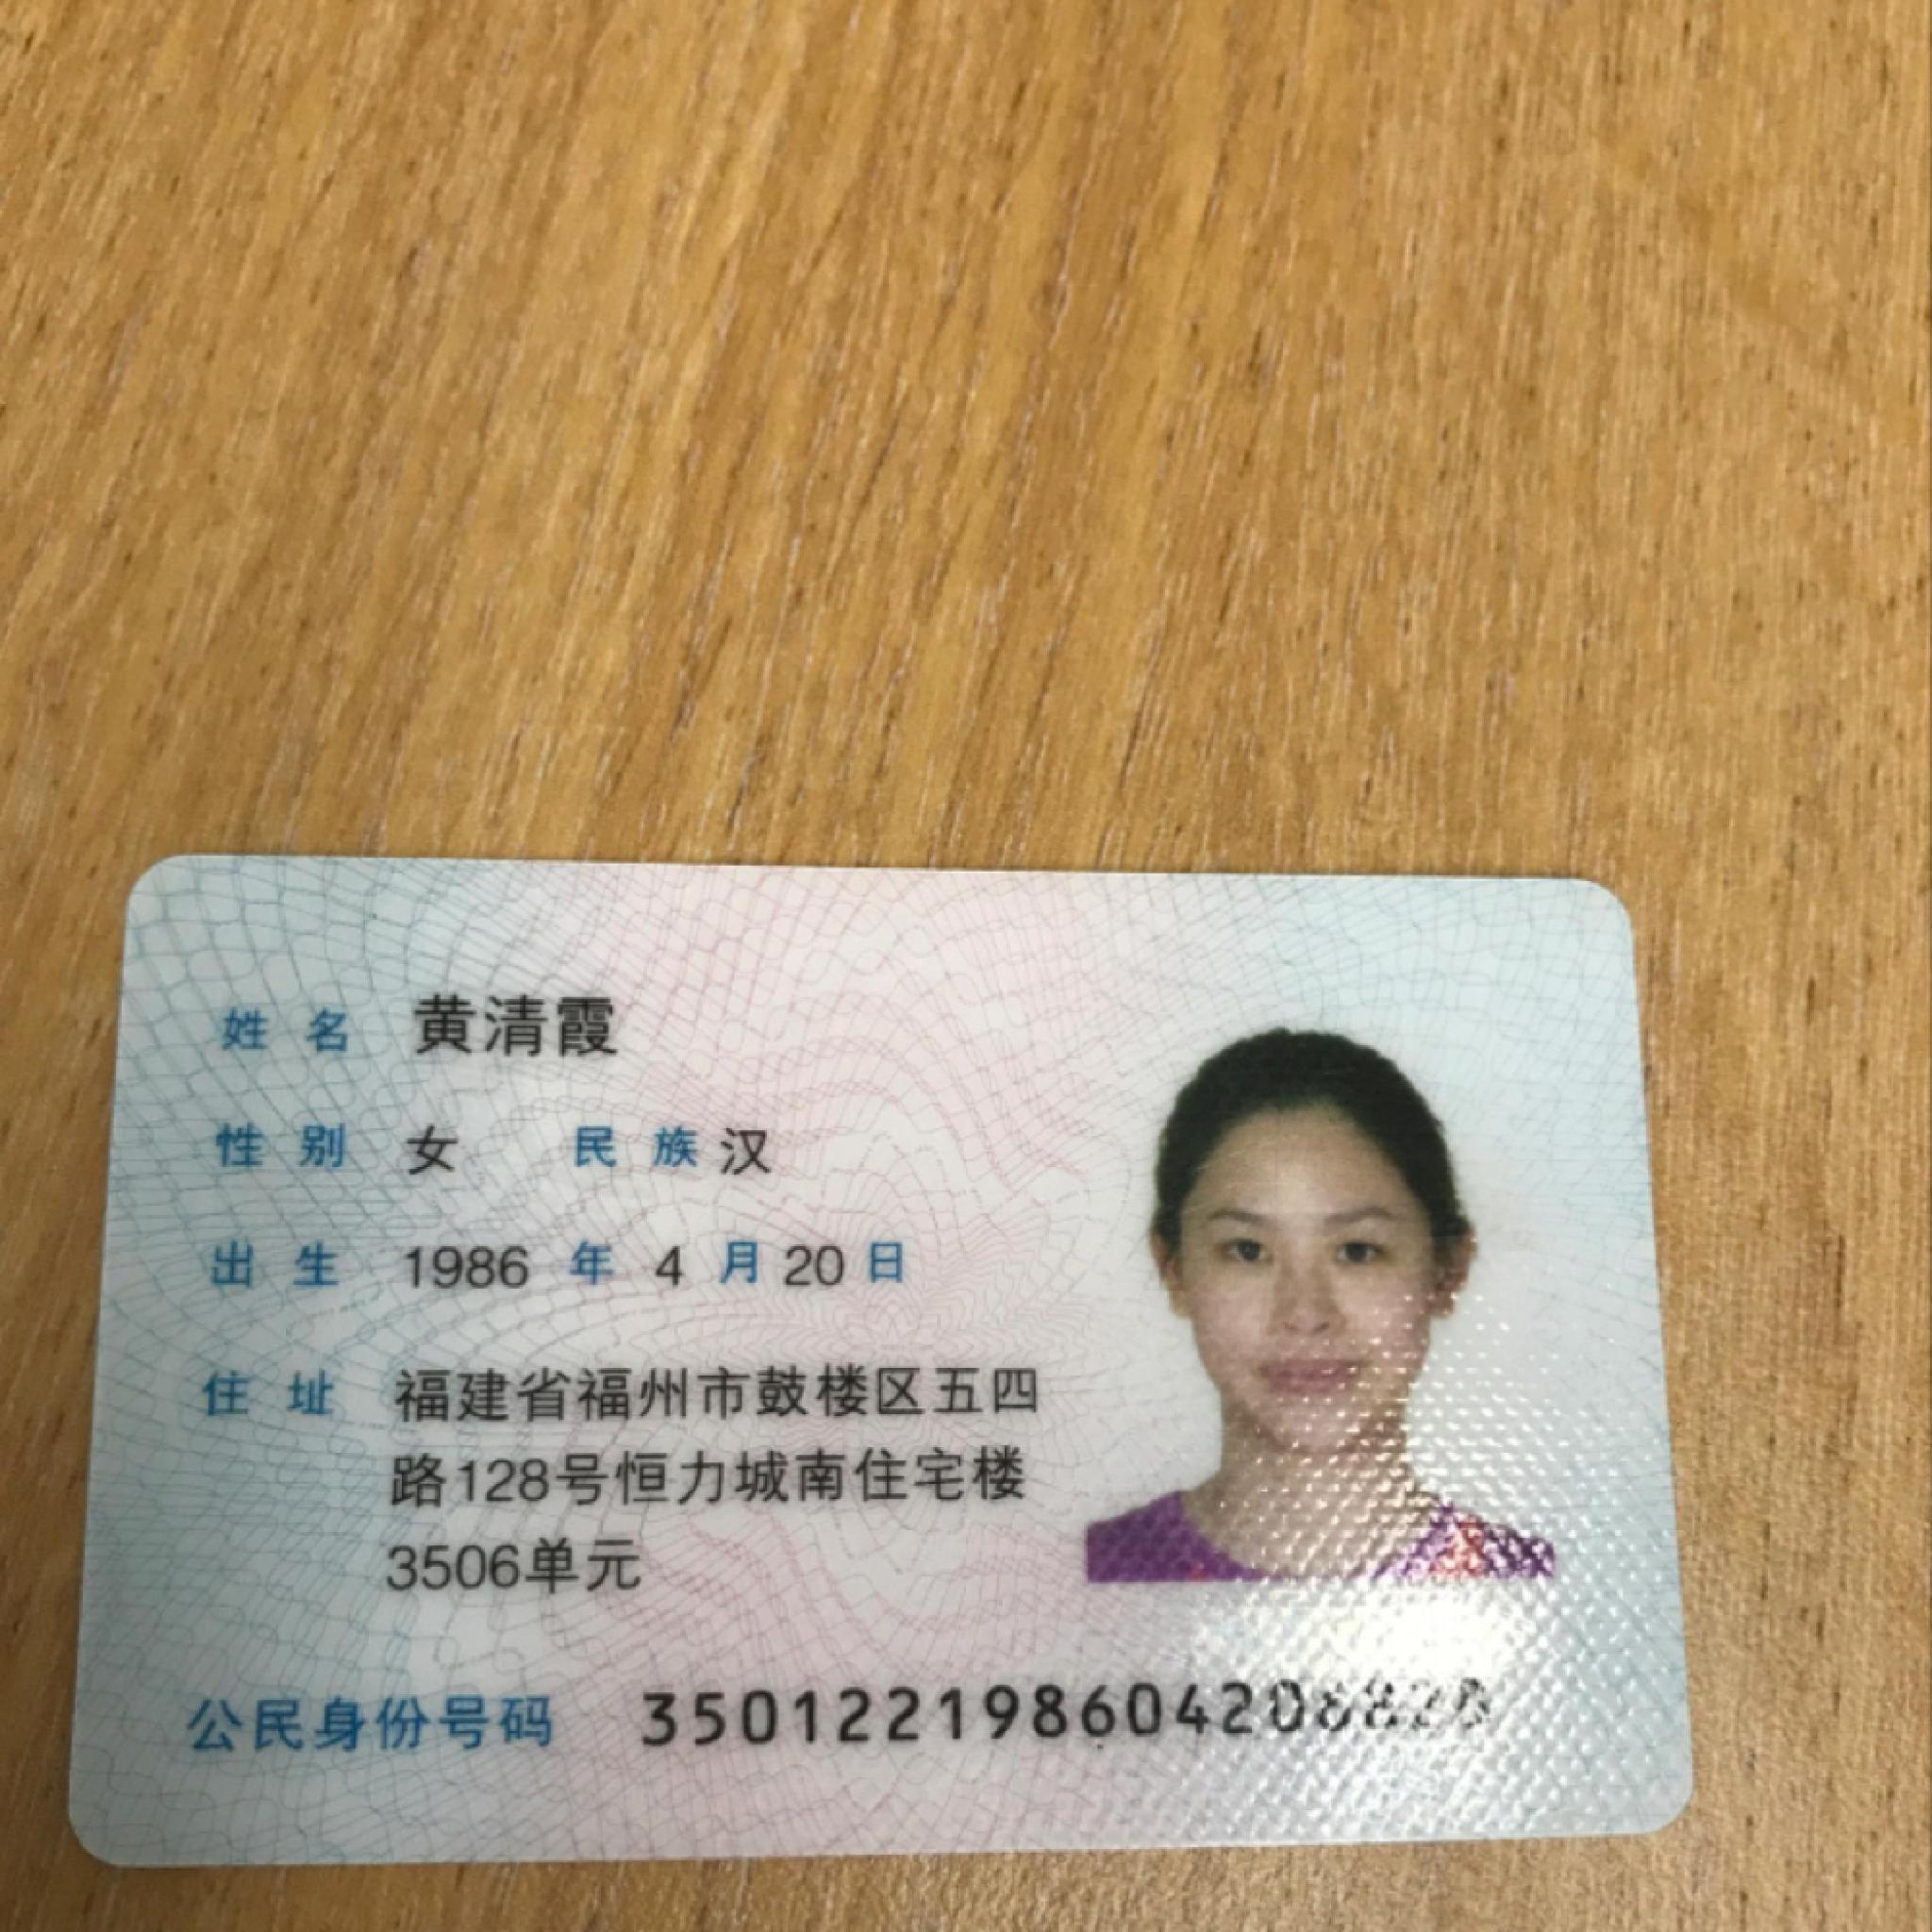 姓名 黄清霞
性别 女 民族 汉
出生 1986 年 4 月 20 日
住址 福建省福州市鼓楼区五四
路128号恒力城南住宅楼
3506单元
公民身份号码